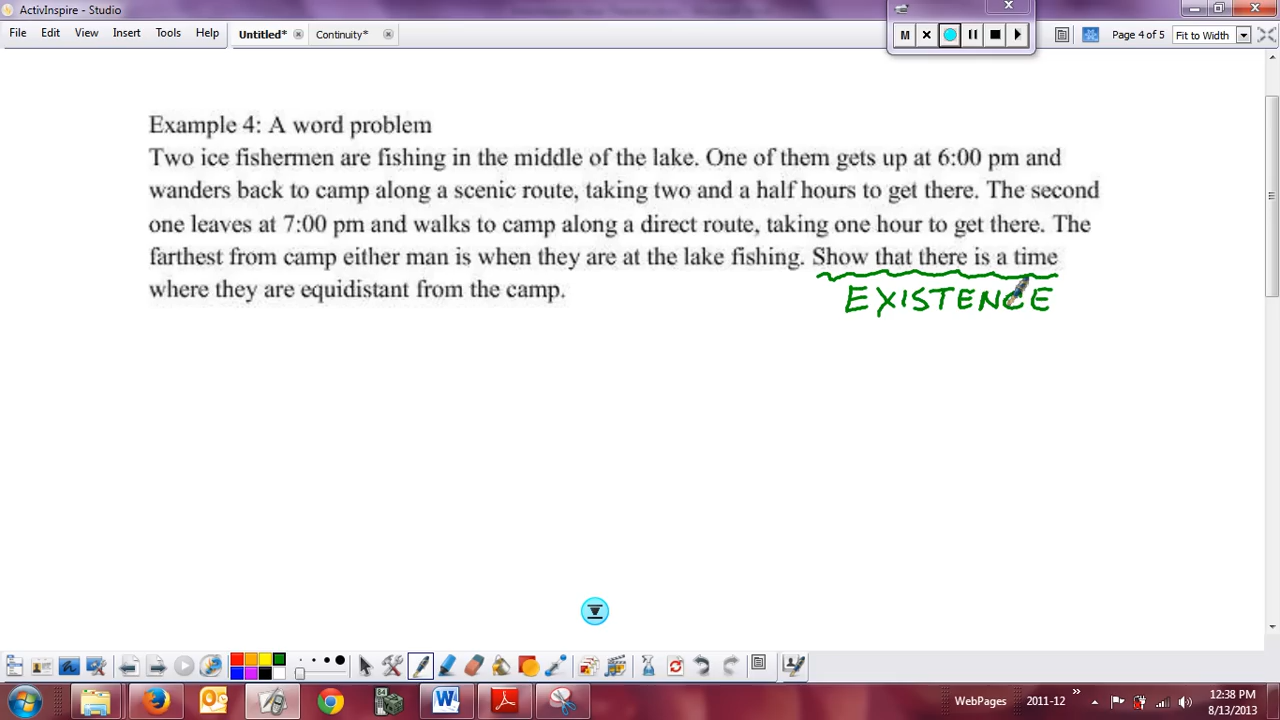 ActivInspire - Studio
File Edit View Insert Tools Help
Untitled* Continuity*
M
Page 4 of 5 Fit to Width
Example 4: A word problem
Two ice fishermen are fishing in the middle of the lake. One of them gets up at 6:00 pm and
wanders back to camp along a scenic route, taking two and a half hours to get there. The second
one leaves at 7:00 pm and walks to camp along a direct route, taking one hour to get there. The
farthest from camp either man is when they are at the lake fishing. Show that there is a time
where they are equidistant from the camp.
EXISTENCE
WebPages 2011-12
12:38 PM
8/13/2013